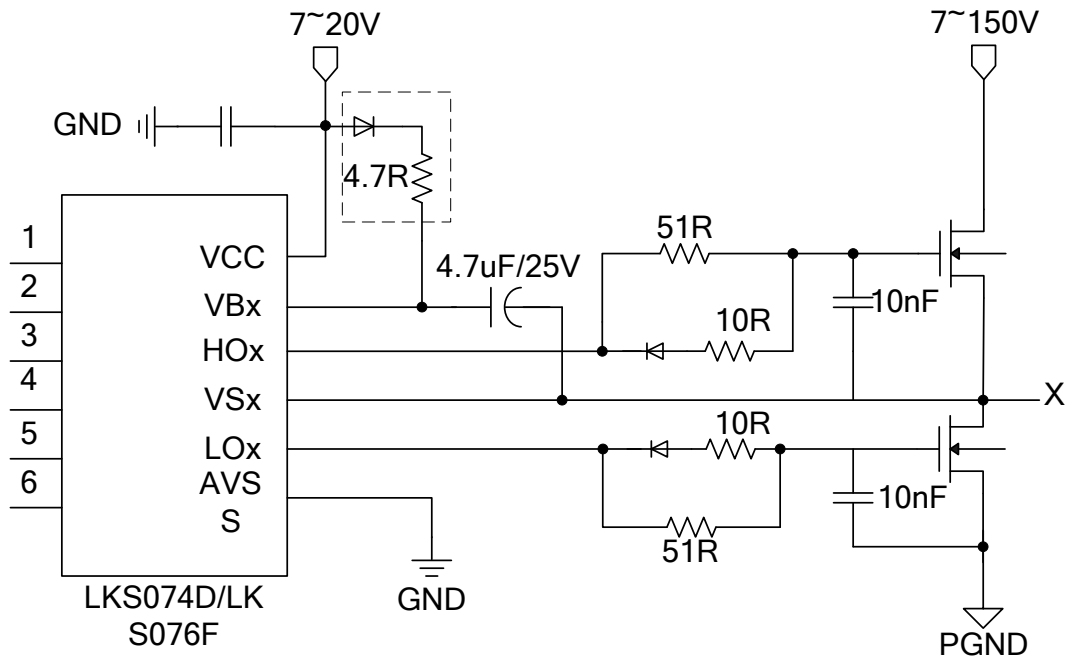 7~20V
7~150V
GND
4.7R
1
2
3
4
5
6
VCC
VBx
HOx
VSx
LOx
AVS
S
4.7uF/25V
51R
10R
10nF
X
10R
51R
10nF
GND
PGND
LKS074D/LK
S076F